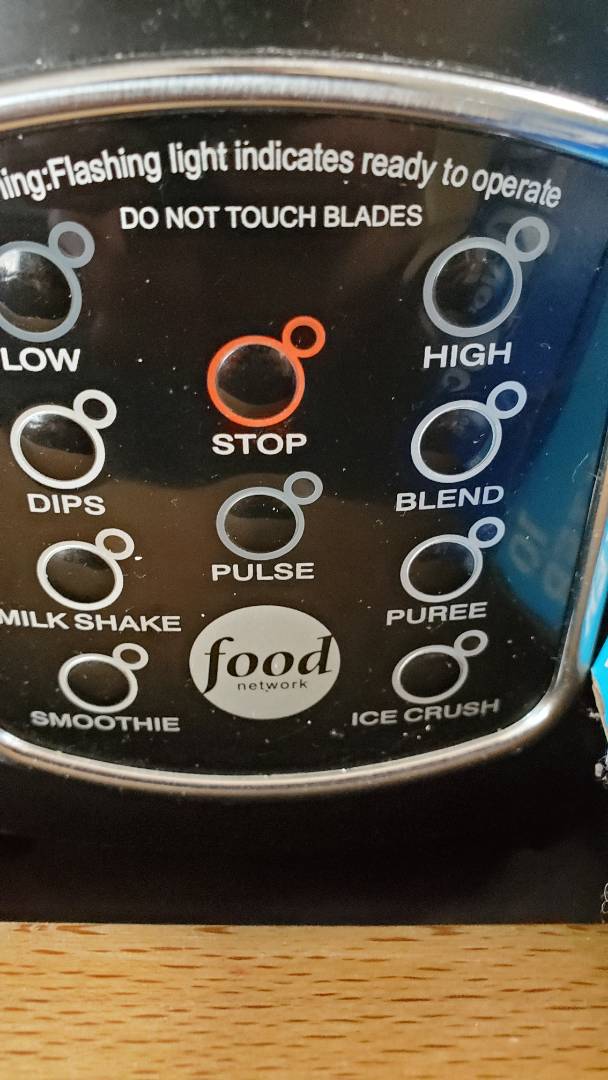 ning:Flashing light indicates ready to operate
DO NOT TOUCH BLADES
LOW
HIGH
STOP
DIPS
BLEND
PULSE
MILK SHAKE
PUREE
food
network
SMOOTHIE
ICE CRUSH